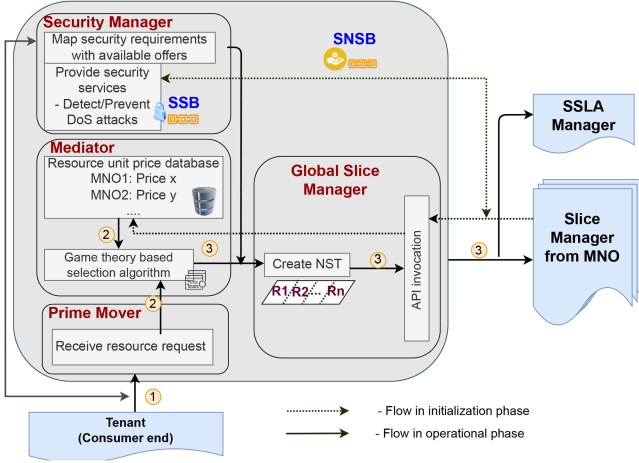 Security Manager
Map security requirements
with available offers
Provide security
services
- Detect/Prevent
DoS attacks
SSB
SNSB
Mediator
Resource unit price database
MNO1: Price x
MNO2: Price y
....
2
3
Game theory based
selection algorithm
2
Prime Mover
Receive resource request
1
Tenant
(Consumer end)
Global Slice
Manager
Create NST
3
R1 R2 ... Rn
API invocation
3
SSLA
Manager
Slice
Manager
from MNO
- Flow in initialization phase
- Flow in operational phase